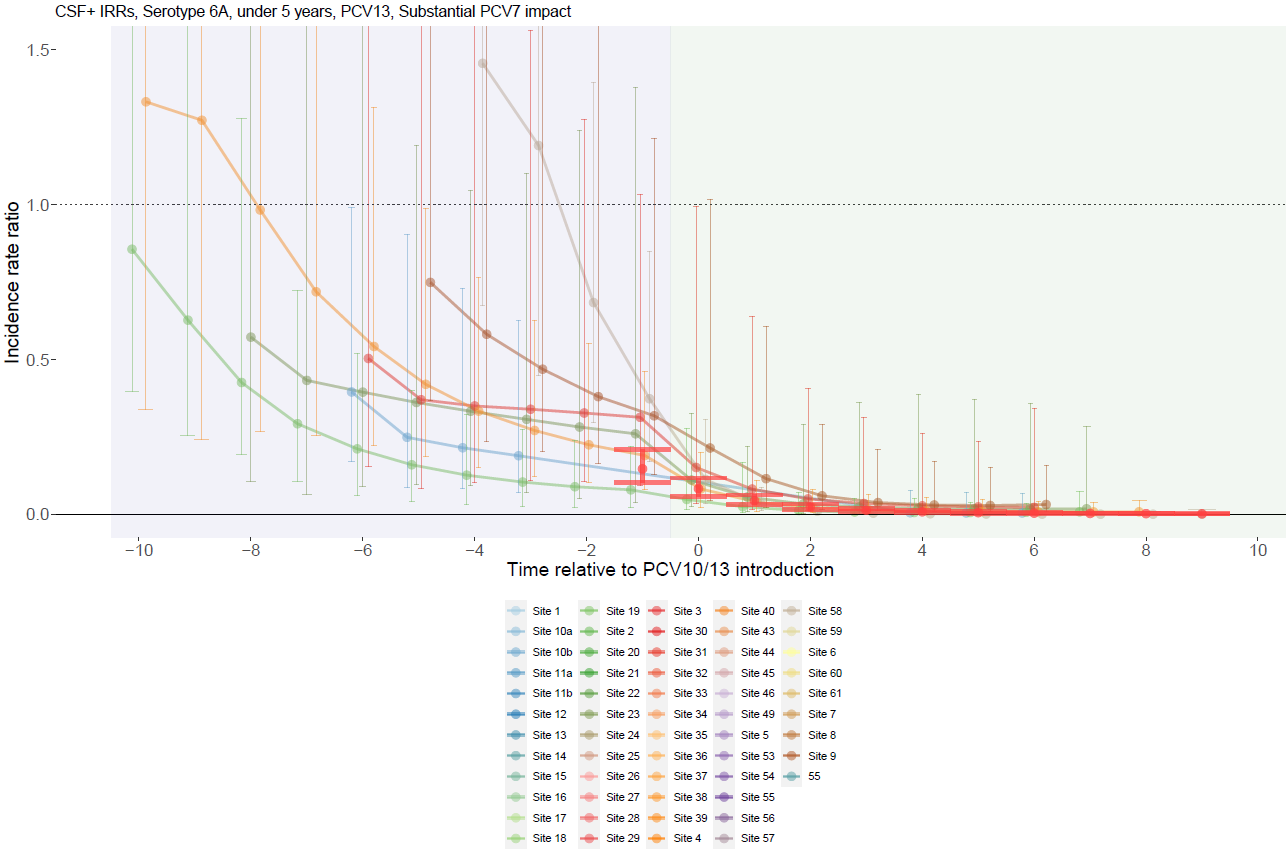 CSF+ IRRs, Serotype 6A, under 5 years, PCV13, Substantial PCV7 impact
Incidence rate ratio
1.5
1.0
0.5
0.0
−10 −8 −6 −4 −2 0 2 4 6 8 10
Time relative to PCV10/13 introduction
Site 1 Site 19 Site 3 Site 40 Site 58
Site 10a Site 2 Site 30 Site 43 Site 59
Site 10b Site 20 Site 31 Site 44 Site 6
Site 11a Site 21 Site 32 Site 45 Site 60
Site 11b Site 22 Site 33 Site 46 Site 61
Site 12 Site 23 Site 34 Site 49 Site 7
Site 13 Site 24 Site 35 Site 5 Site 8
Site 14 Site 25 Site 36 Site 53 Site 9
Site 15 Site 26 Site 37 Site 54 55
Site 16 Site 27 Site 38 Site 55
Site 17 Site 28 Site 39 Site 56
Site 18 Site 29 Site 4 Site 57